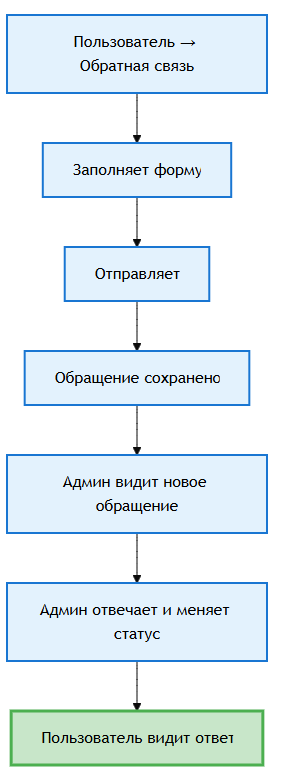 Пользователь →
Обратная связь
Заполняет форму
Отправляет
Обращение сохранено
Админ видит новое
обращение
Админ отвечает и меняет
статус
Пользователь видит ответ